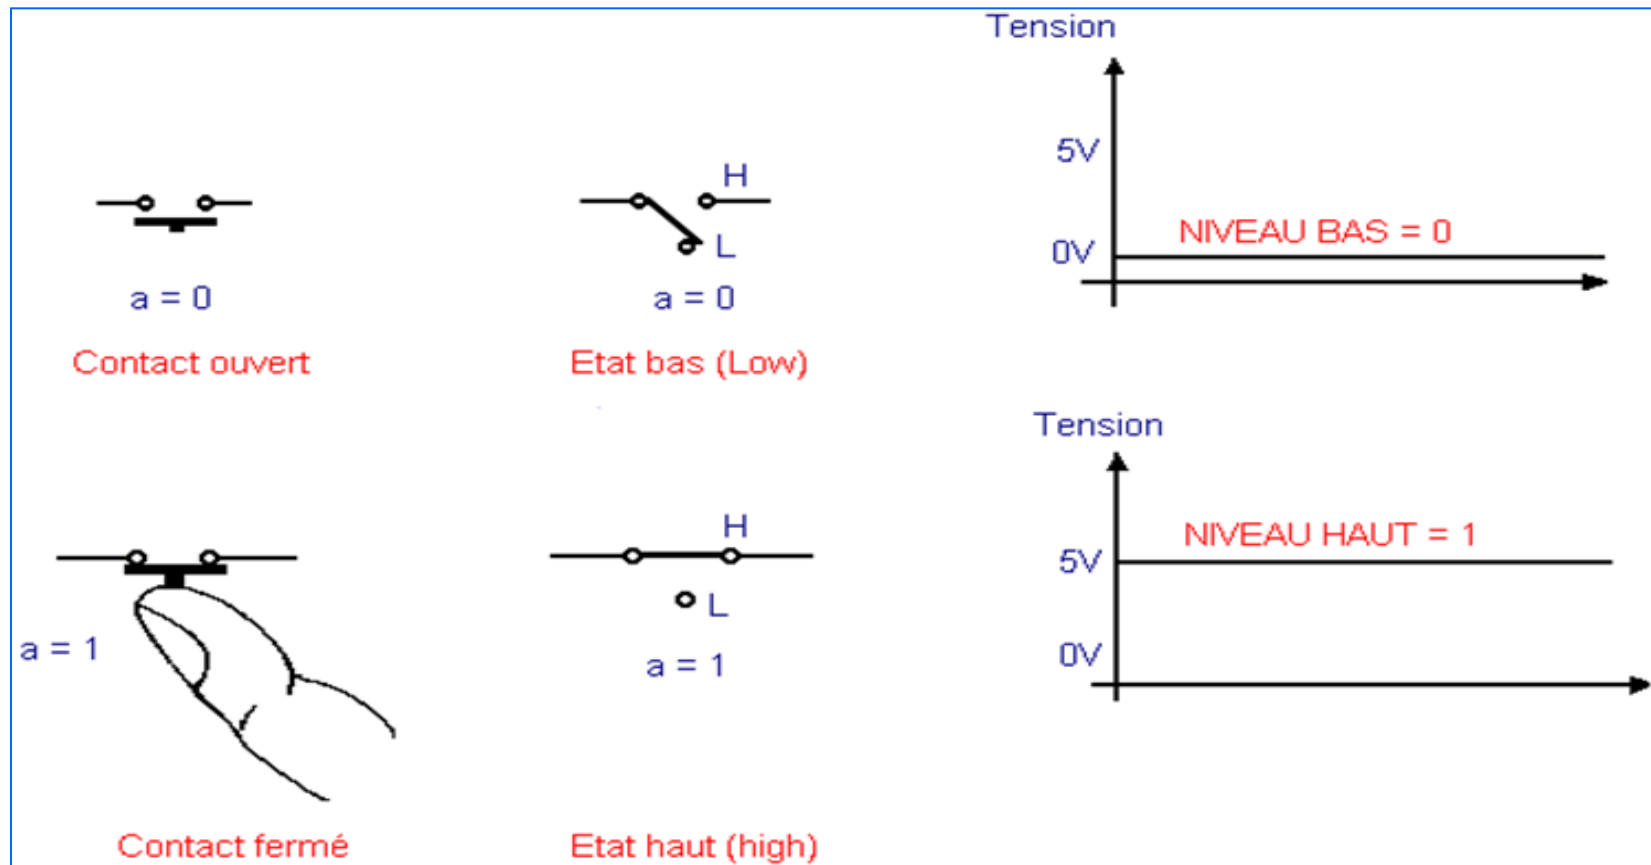 Tension
5V
H
NIVEAU BAS = 0
0V
L
a = 0
a = 0
Contact ouvert
Etat bas (Low)
Tension
H
NIVEAU HAUT = 1
5V
L
a = 1
a = 1
0V
Contact fermé
Etat haut (high)